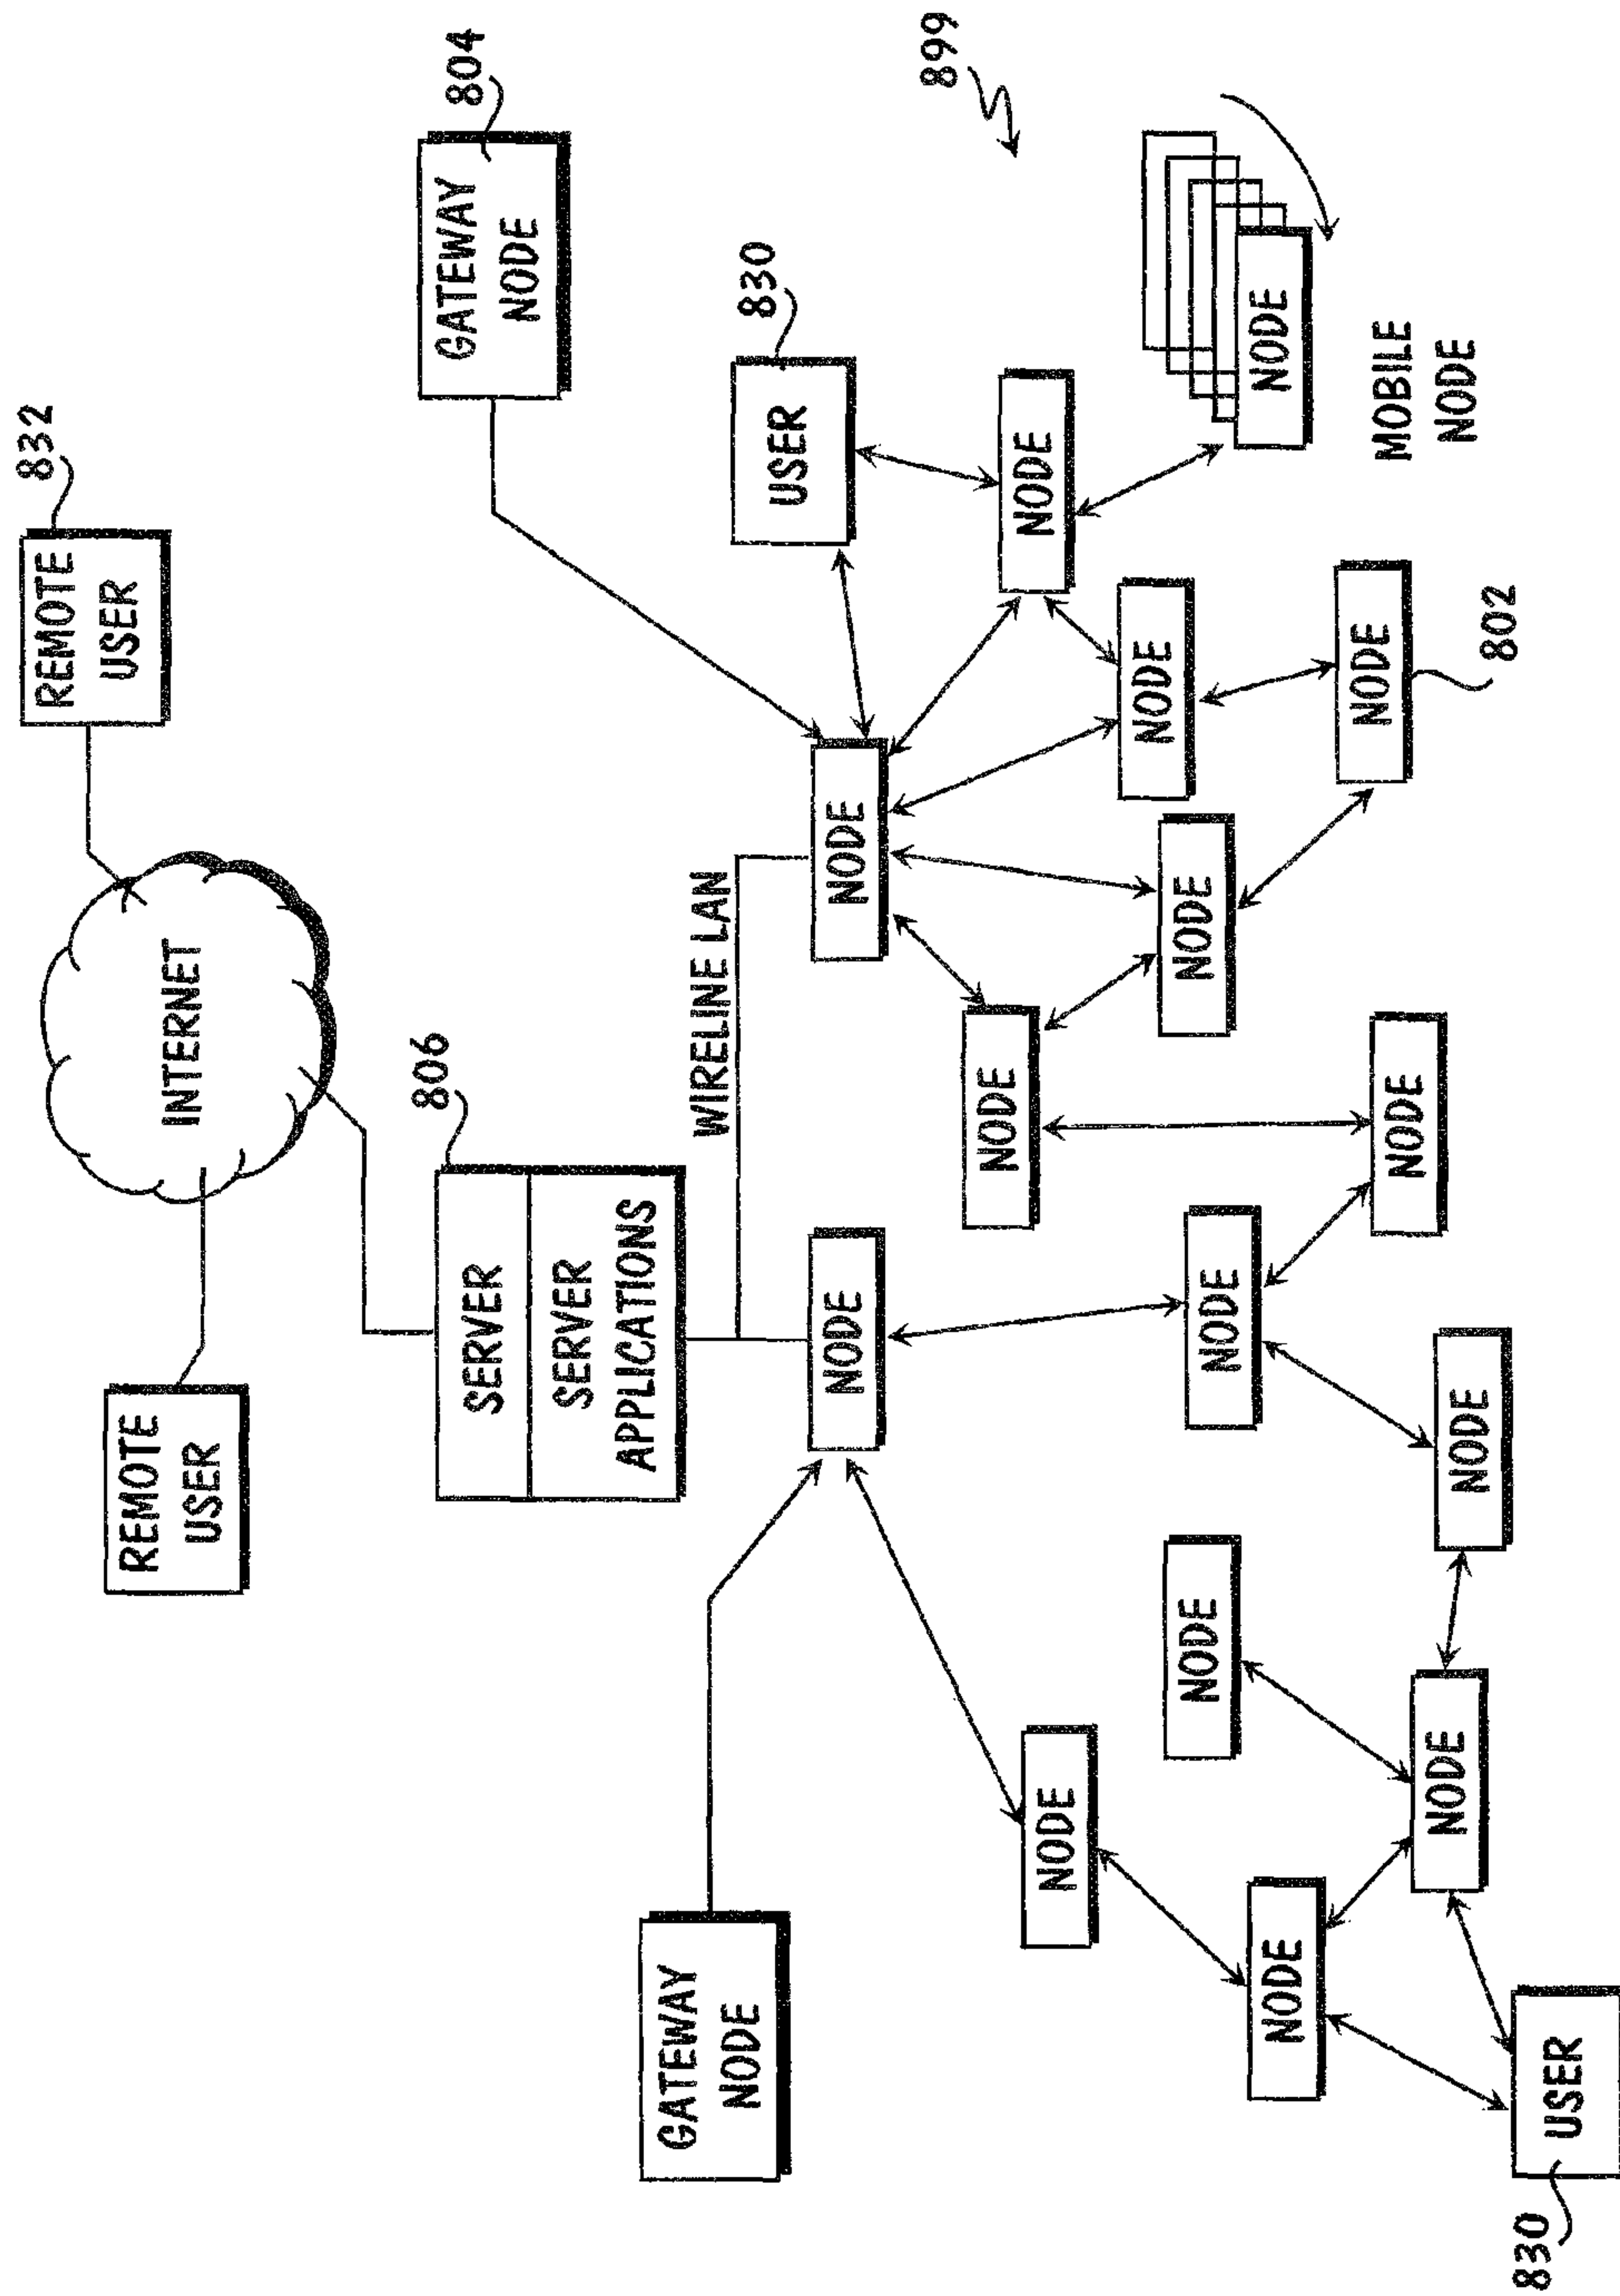 832
REMOTE
USER
REMOTE
USER
INTERNET
804
GATEWAY
NODE
806
SERVER
SERVER
APPLICATIONS
WIRELINE LAN
GATEWAY
NODE
830
USER
NODE
NODE
899
NODE
NODE
NODE
NODE
NODE
NODE
NODE
NODE
NODE
MOBILE
NODE
NODE
NODE
NODE
NODE
802
830
USER